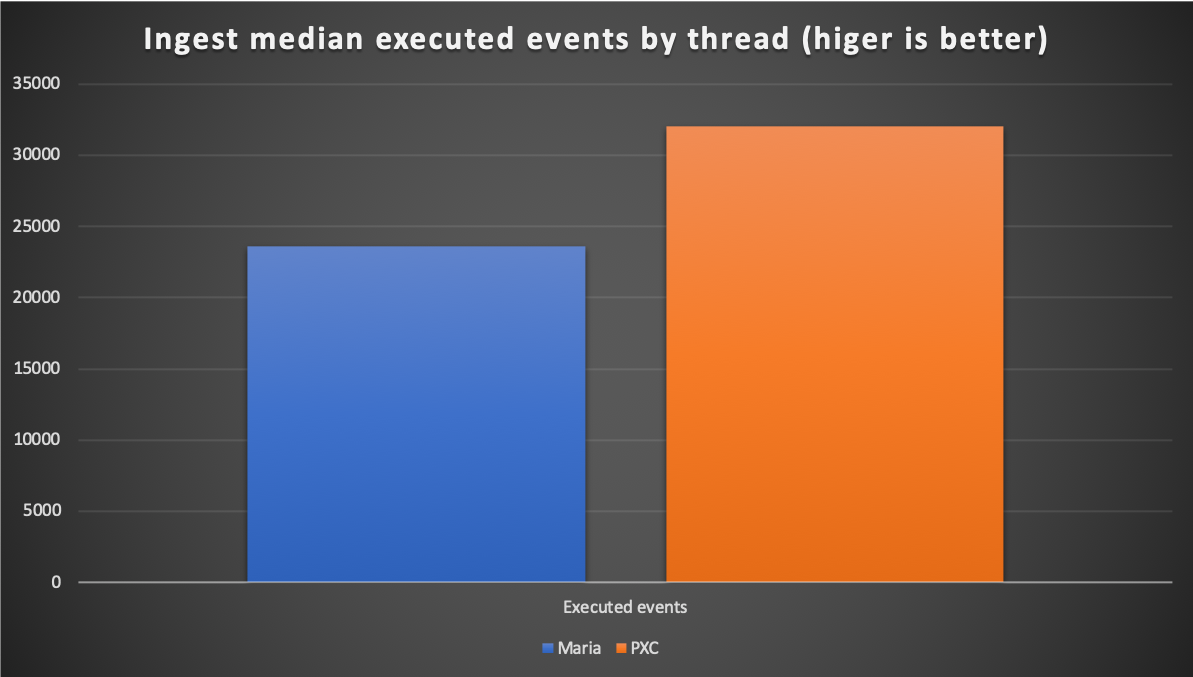 Ingest median executed events by thread (higer is better)
35000
30000
25000
20000
15000
10000
5000
0
Executed events
Maria PXC